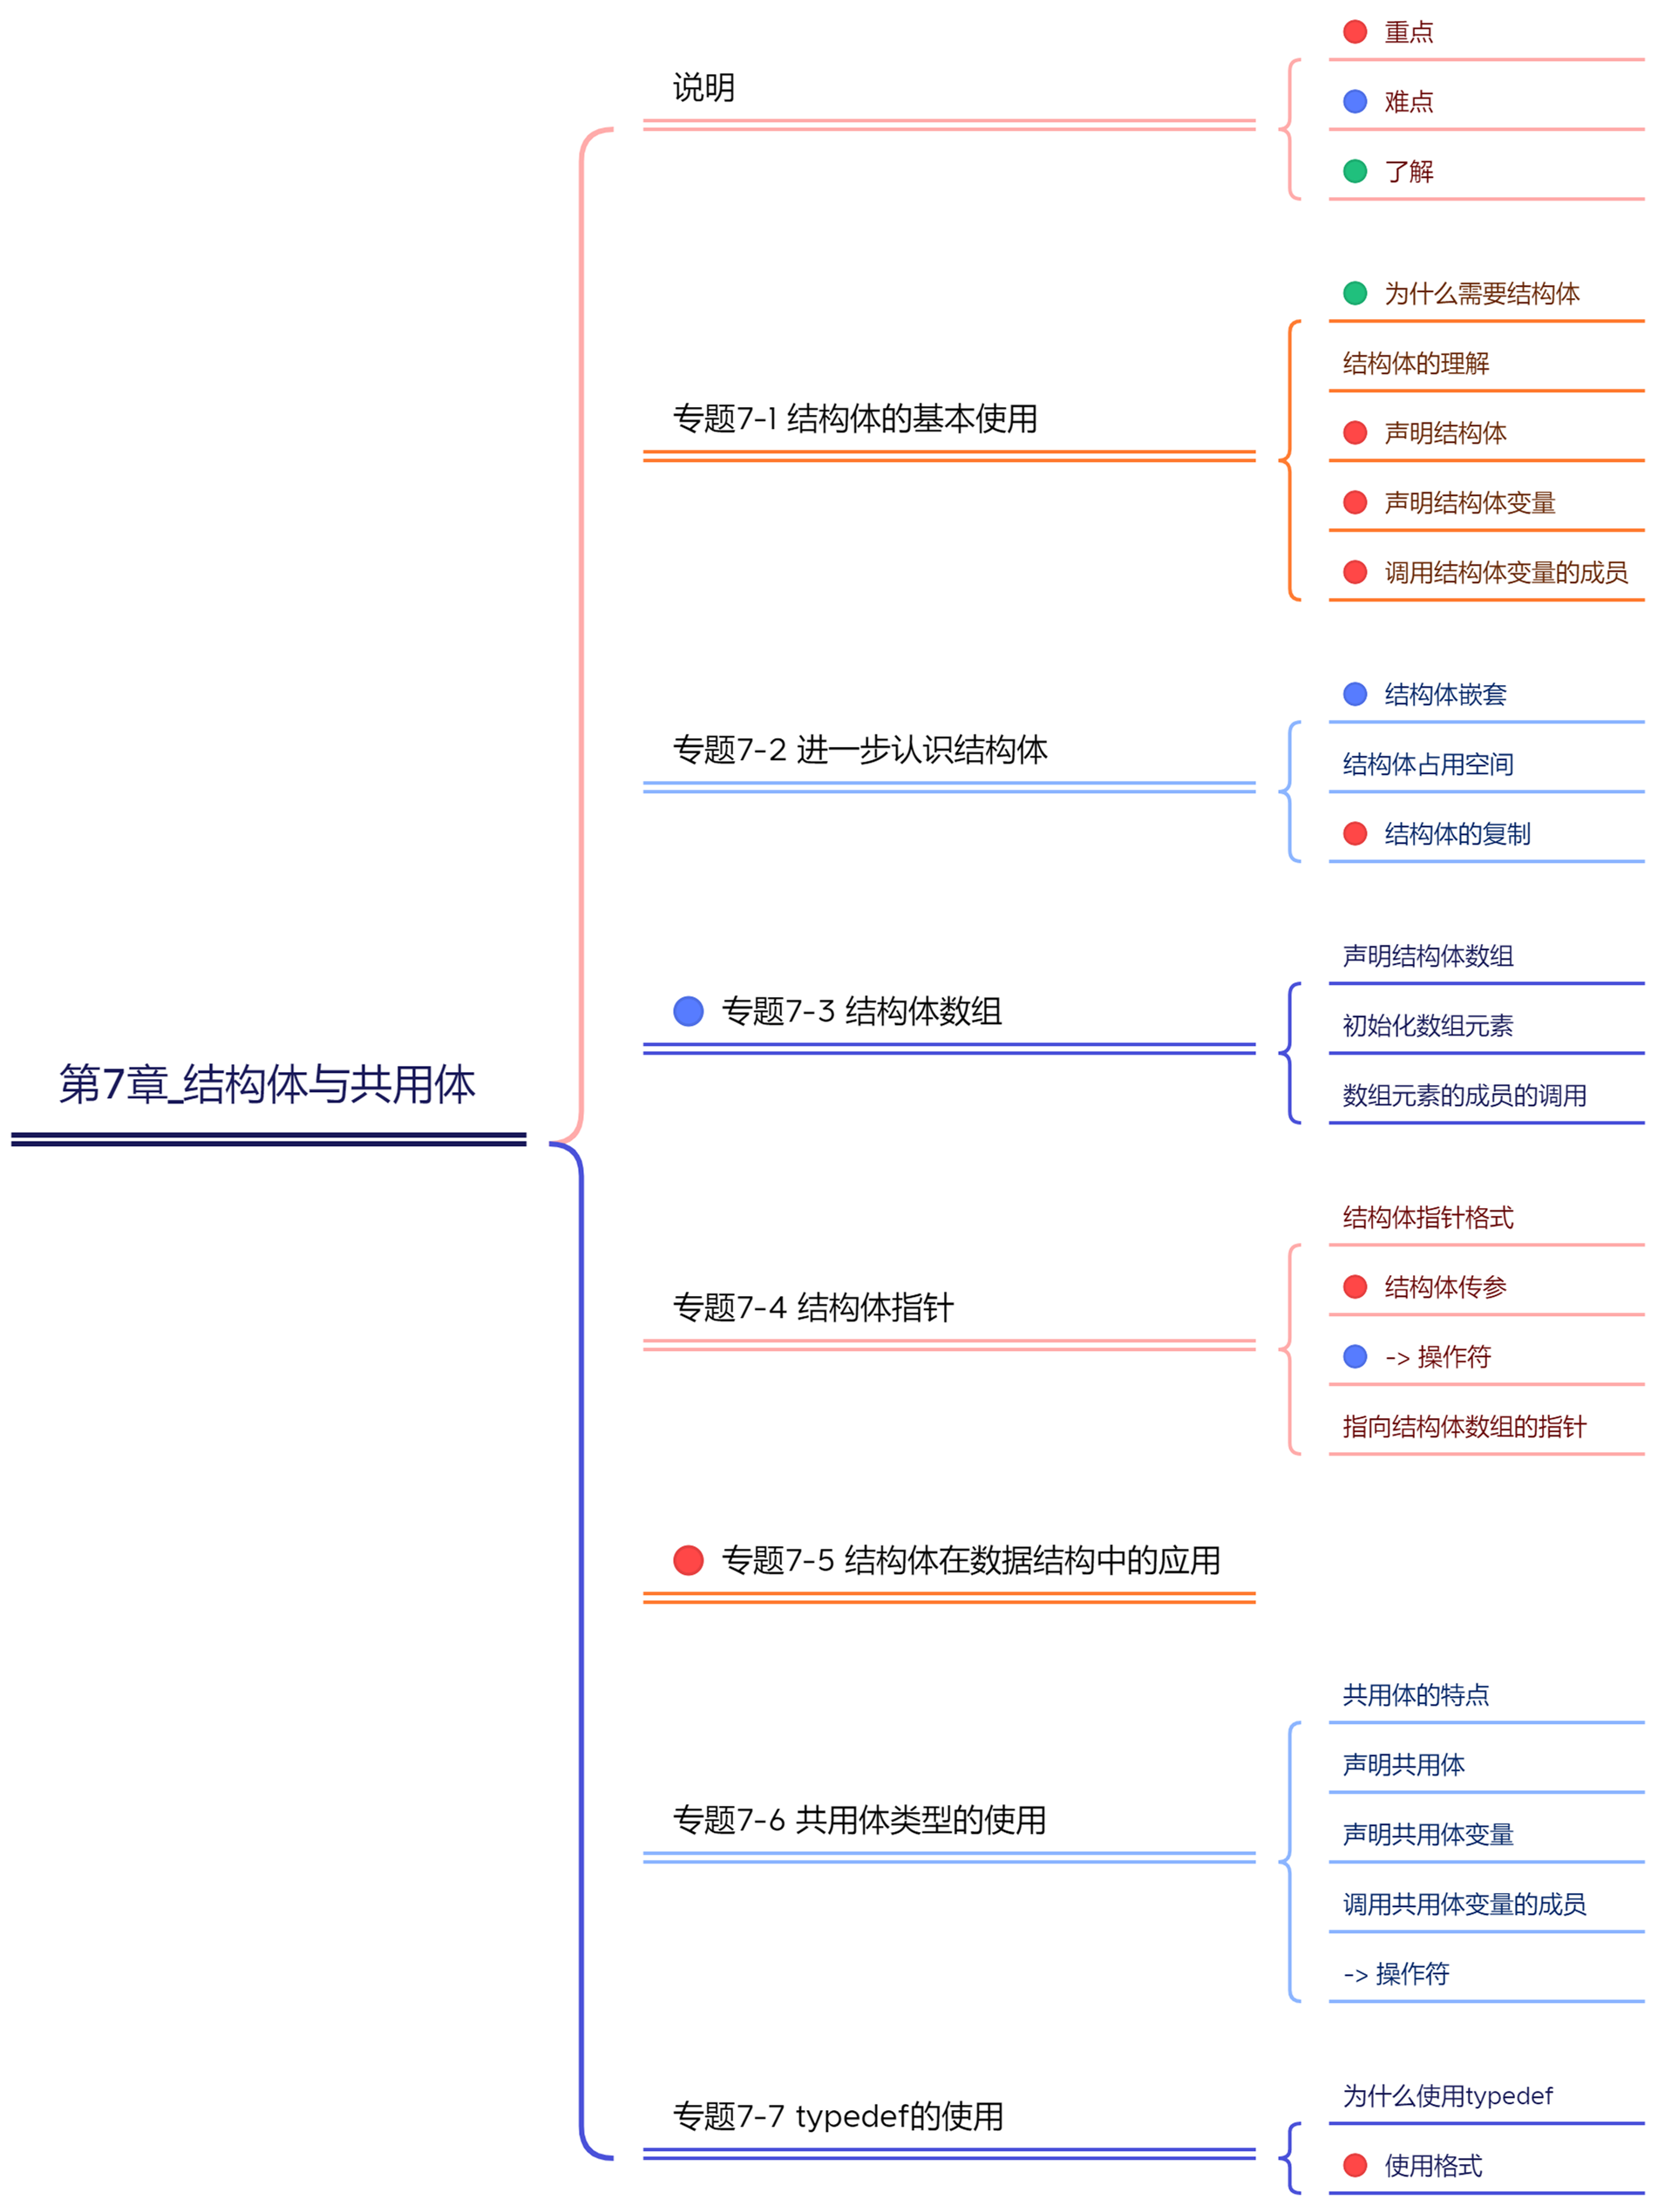 第7章_结构体与共用体
说明
重点
难点
了解
专题7-1 结构体的基本使用
为什么需要结构体
结构体的理解
声明结构体
声明结构体变量
调用结构体变量的成员
专题7-2 进一步认识结构体
结构体嵌套
结构体占用空间
结构体的复制
专题7-3 结构体数组
声明结构体数组
初始化数组元素
数组元素的成员的调用
专题7-4 结构体指针
结构体指针格式
结构体传参
-> 操作符
指向结构体数组的指针
专题7-5 结构体在数据结构中的应用
专题7-6 共用体类型的使用
共用体的特点
声明共用体
声明共用体变量
调用共用体变量的成员
-> 操作符
专题7-7 typedef的使用
为什么使用typedef
使用格式